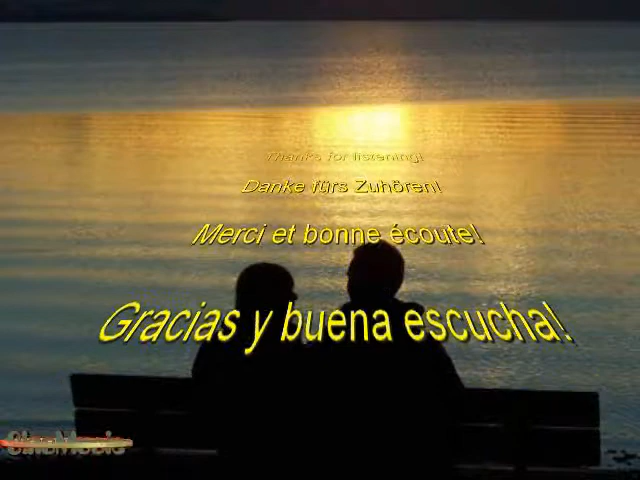 Thanks for listening!
Danke fürs Zuhören!
Merci et bonne écoute!
Gracias y buena escucha!